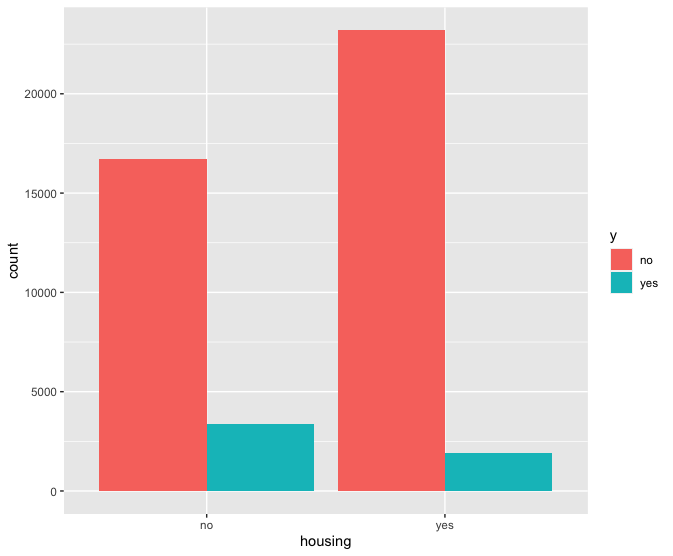 20000
15000
10000
5000
0
count
no
yes
housing
y
no
yes